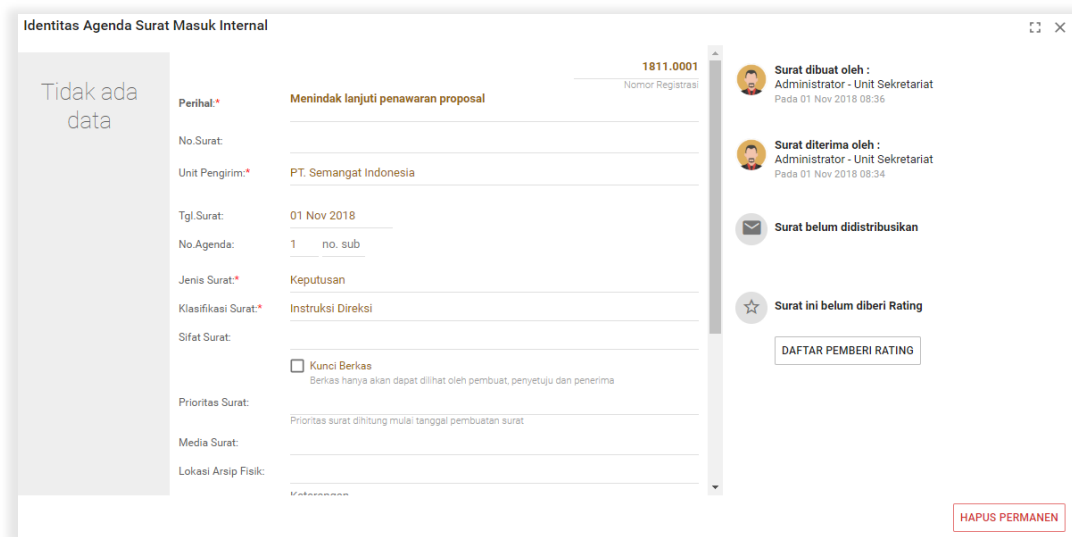 Identitas Agenda Surat Masuk Internal
Tidak ada
data
1811.0001
Nomor Registrasi
Perihal:*
Menindak lanjuti penawaran proposal
No.Surat:
Unit Pengirim:*
PT. Semangat Indonesia
Tgl.Surat:
01 Nov 2018
No.Agenda:
1 no. sub
Jenis Surat:*
Keputusan
Klasifikasi Surat:*
Instruksi Direksi
Sifat Surat:
Kunci Berkas
Berkas hanya akan dapat dilihat oleh pembuat, penyetuju dan penerima
Prioritas Surat:
Prioritas surat dihitung mulai tanggal pembuatan surat
Media Surat:
Lokasi Arsip Fisik:
Keterangan
Surat dibuat oleh :
Administrator - Unit Sekretariat
Pada 01 Nov 2018 08:36
Surat diterima oleh :
Administrator - Unit Sekretariat
Pada 01 Nov 2018 08:34
Surat belum didistribusikan
Surat ini belum diberi Rating
DAFTAR PEMBERI RATING
HAPUS PERMANEN